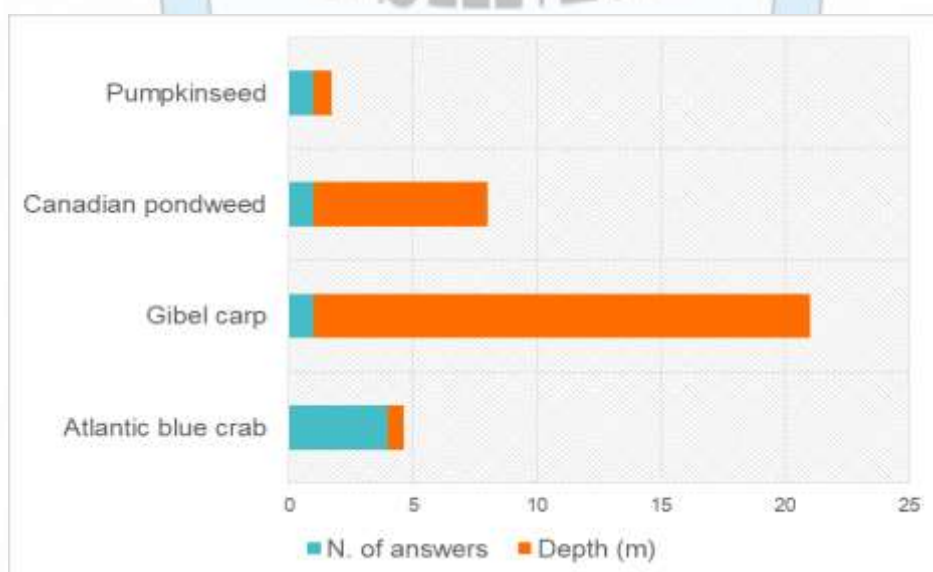 Pumpkinseed
Canadian pondweed
Gibel carp
Atlantic blue crab
0 5 10 15 20 25
N. of answers Depth (m)